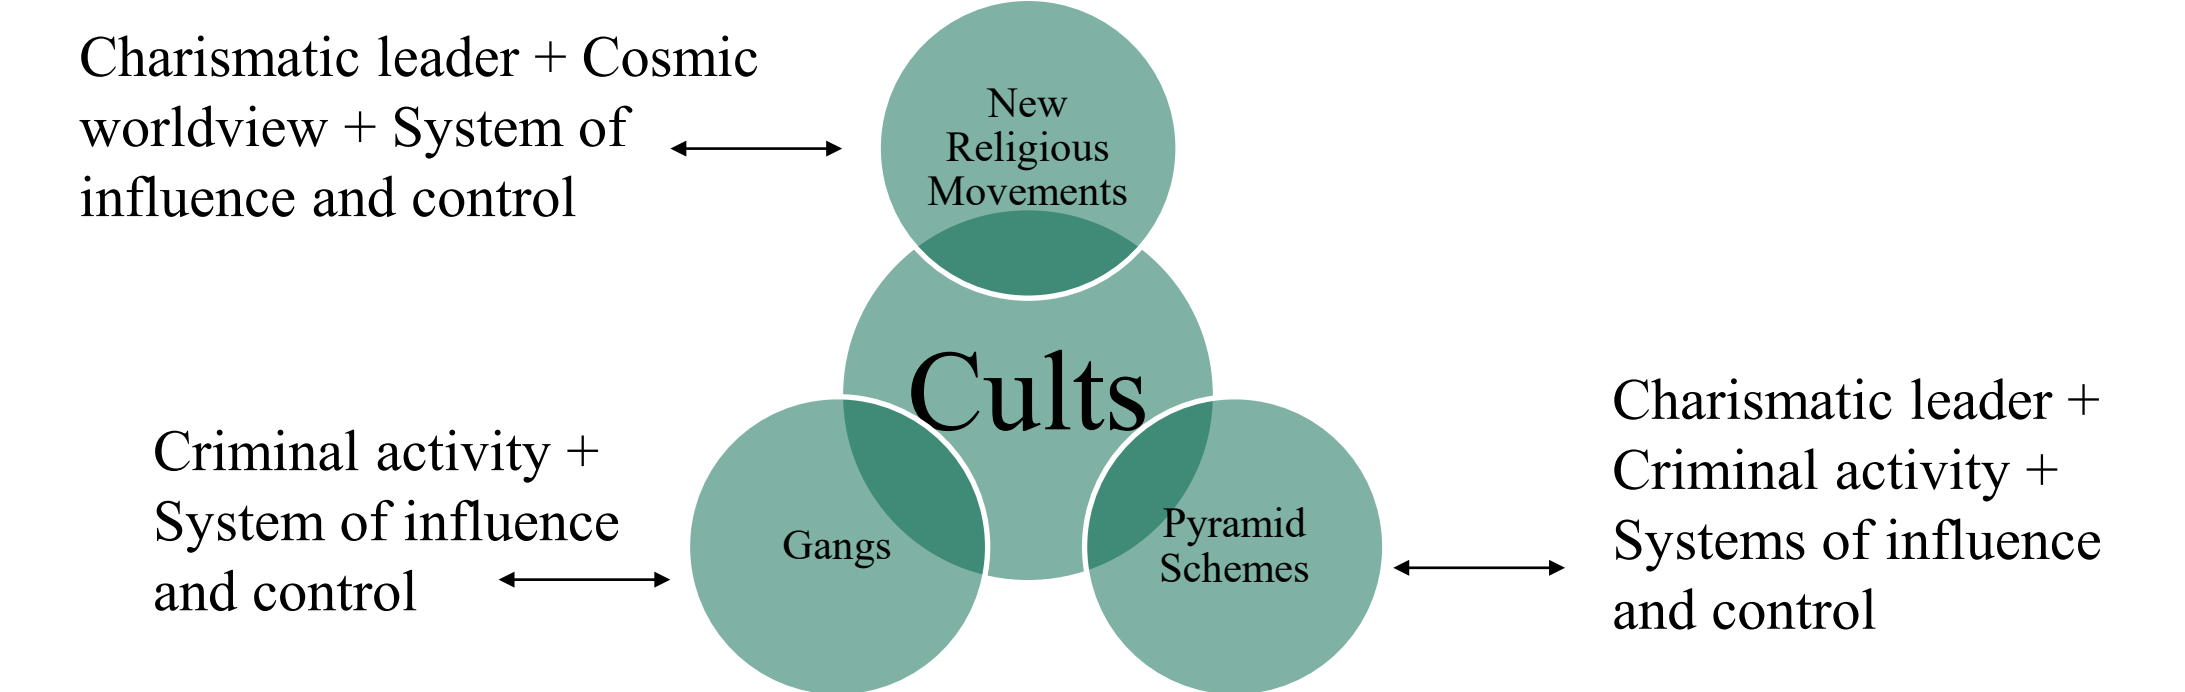 Charismatic leader + Cosmic
worldview + System of
influence and control
New
Religious
Movements
Cults
Criminal activity +
System of influence
and control
Gangs
Pyramid
Schemes
Charismatic leader +
Criminal activity +
Systems of influence
and control